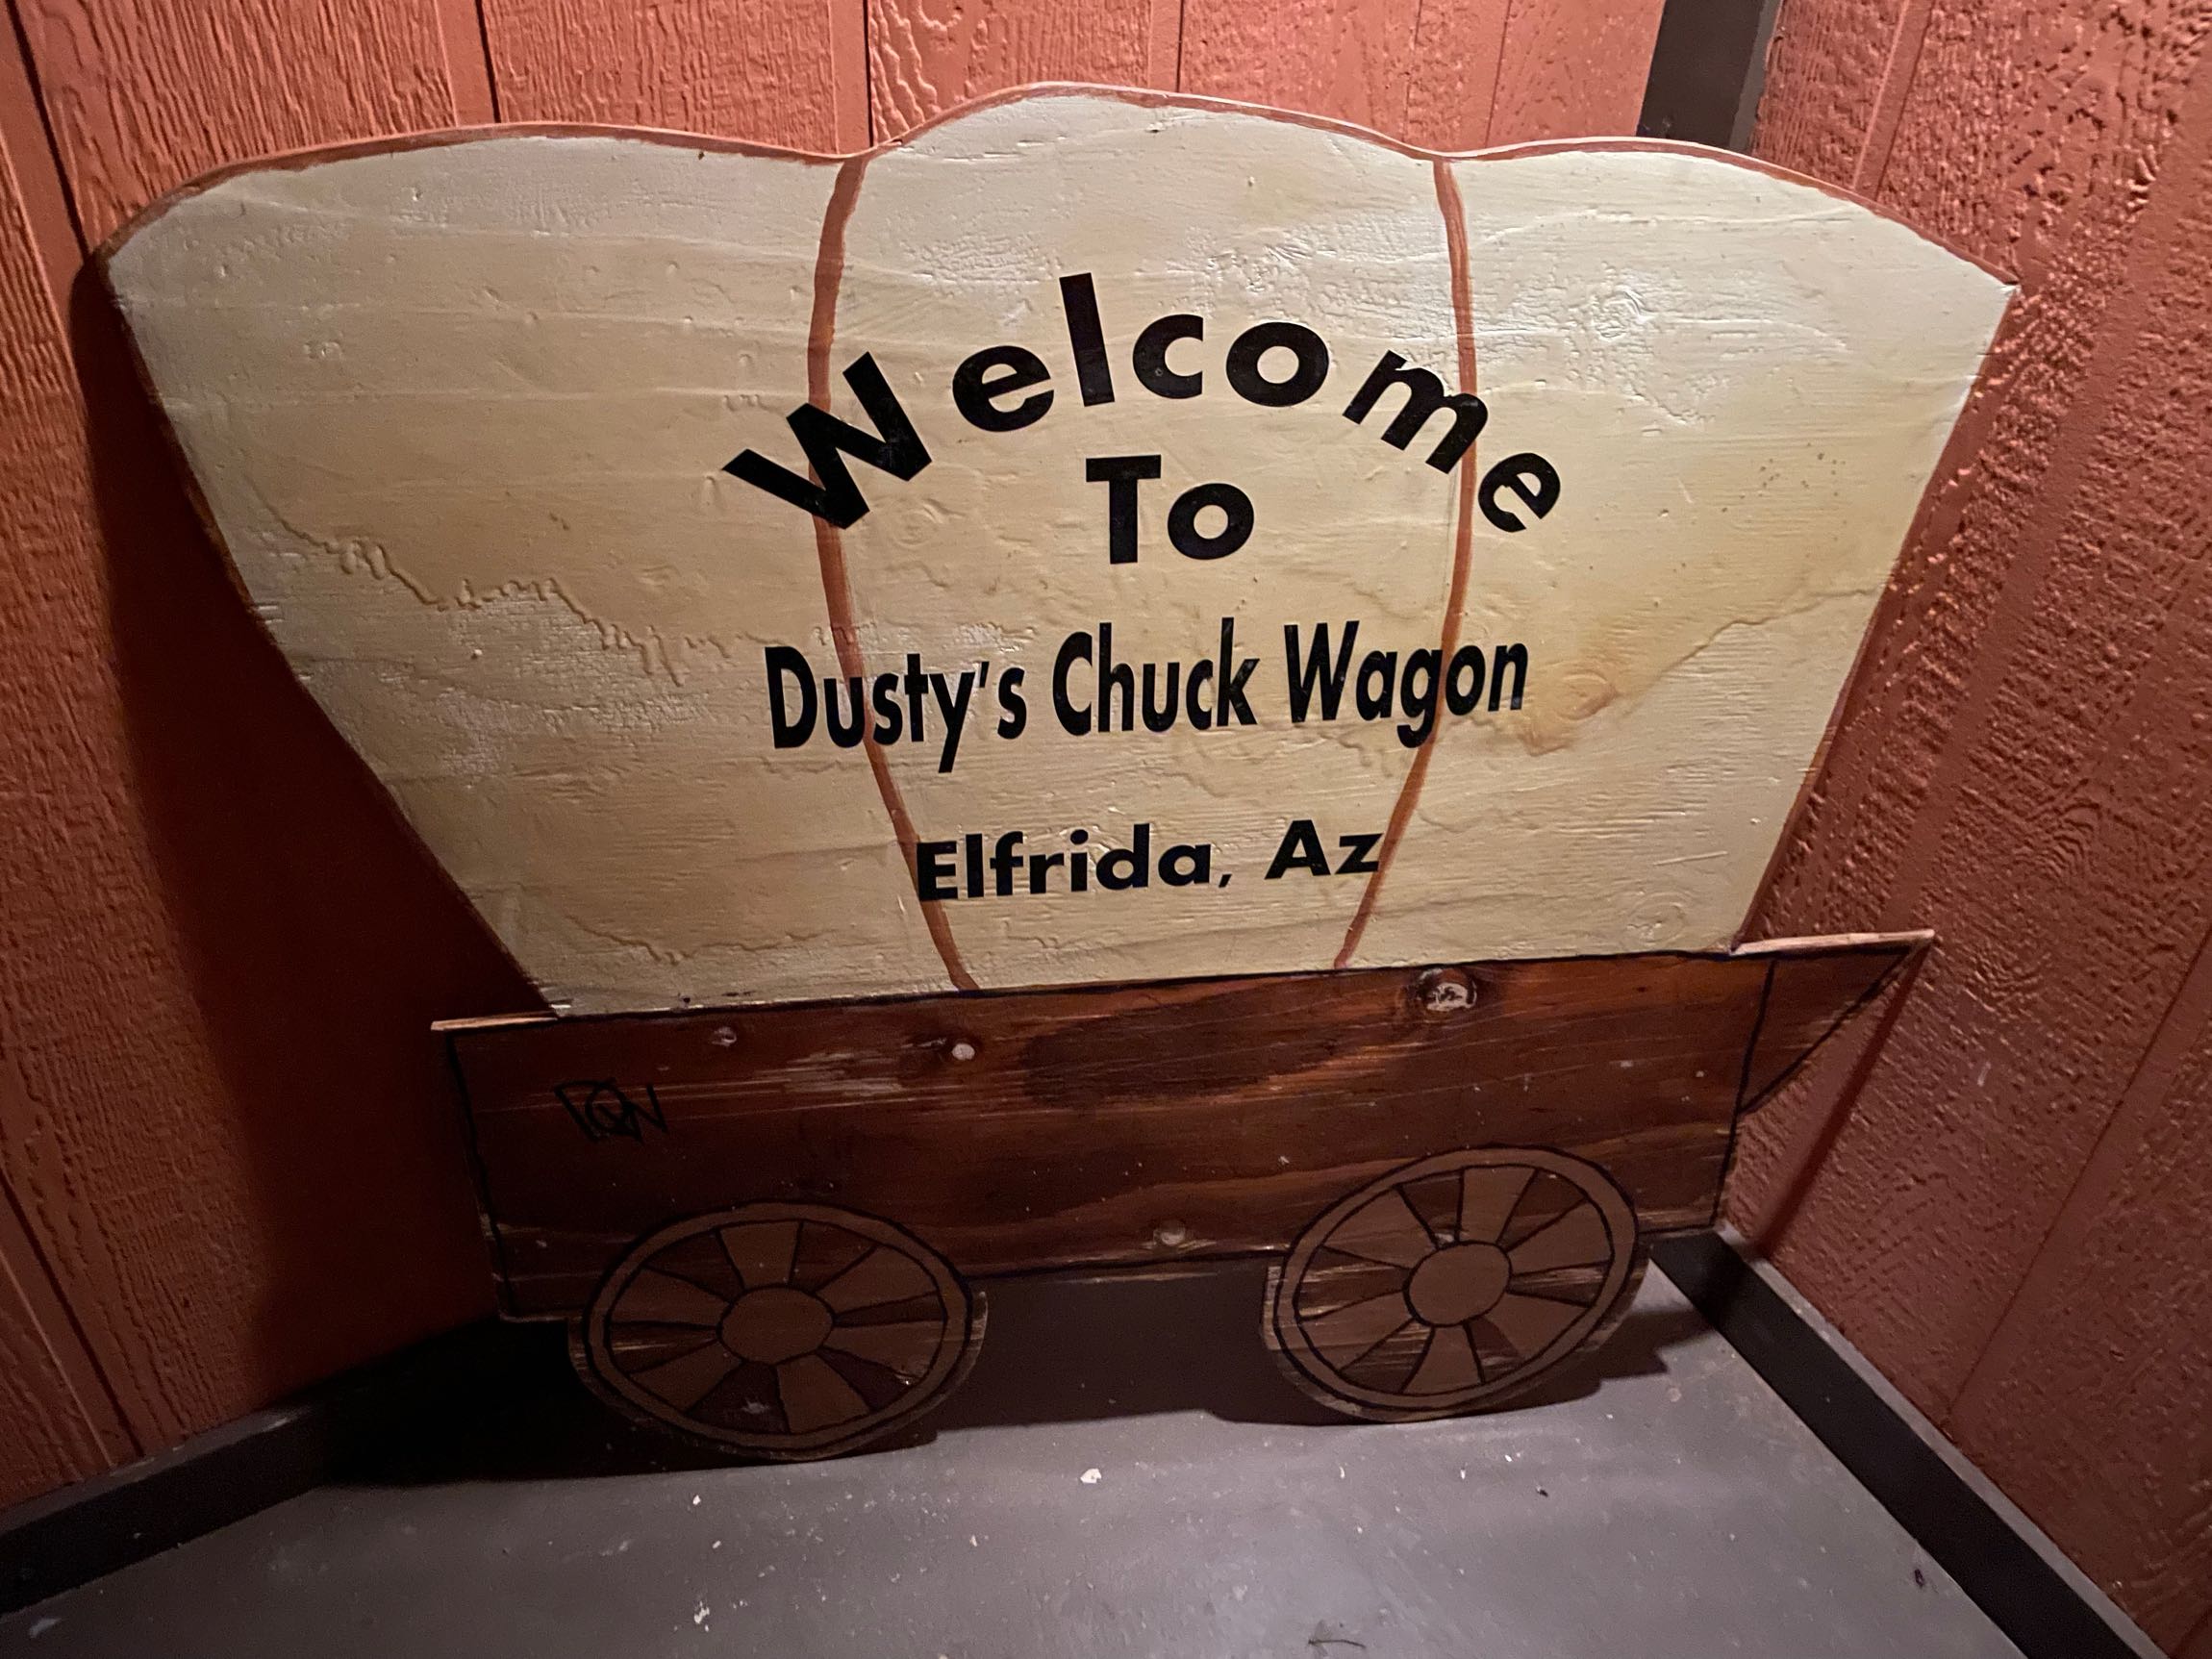 Welcome
To
Dusty's Chuck Wagon
Elfrida, Az